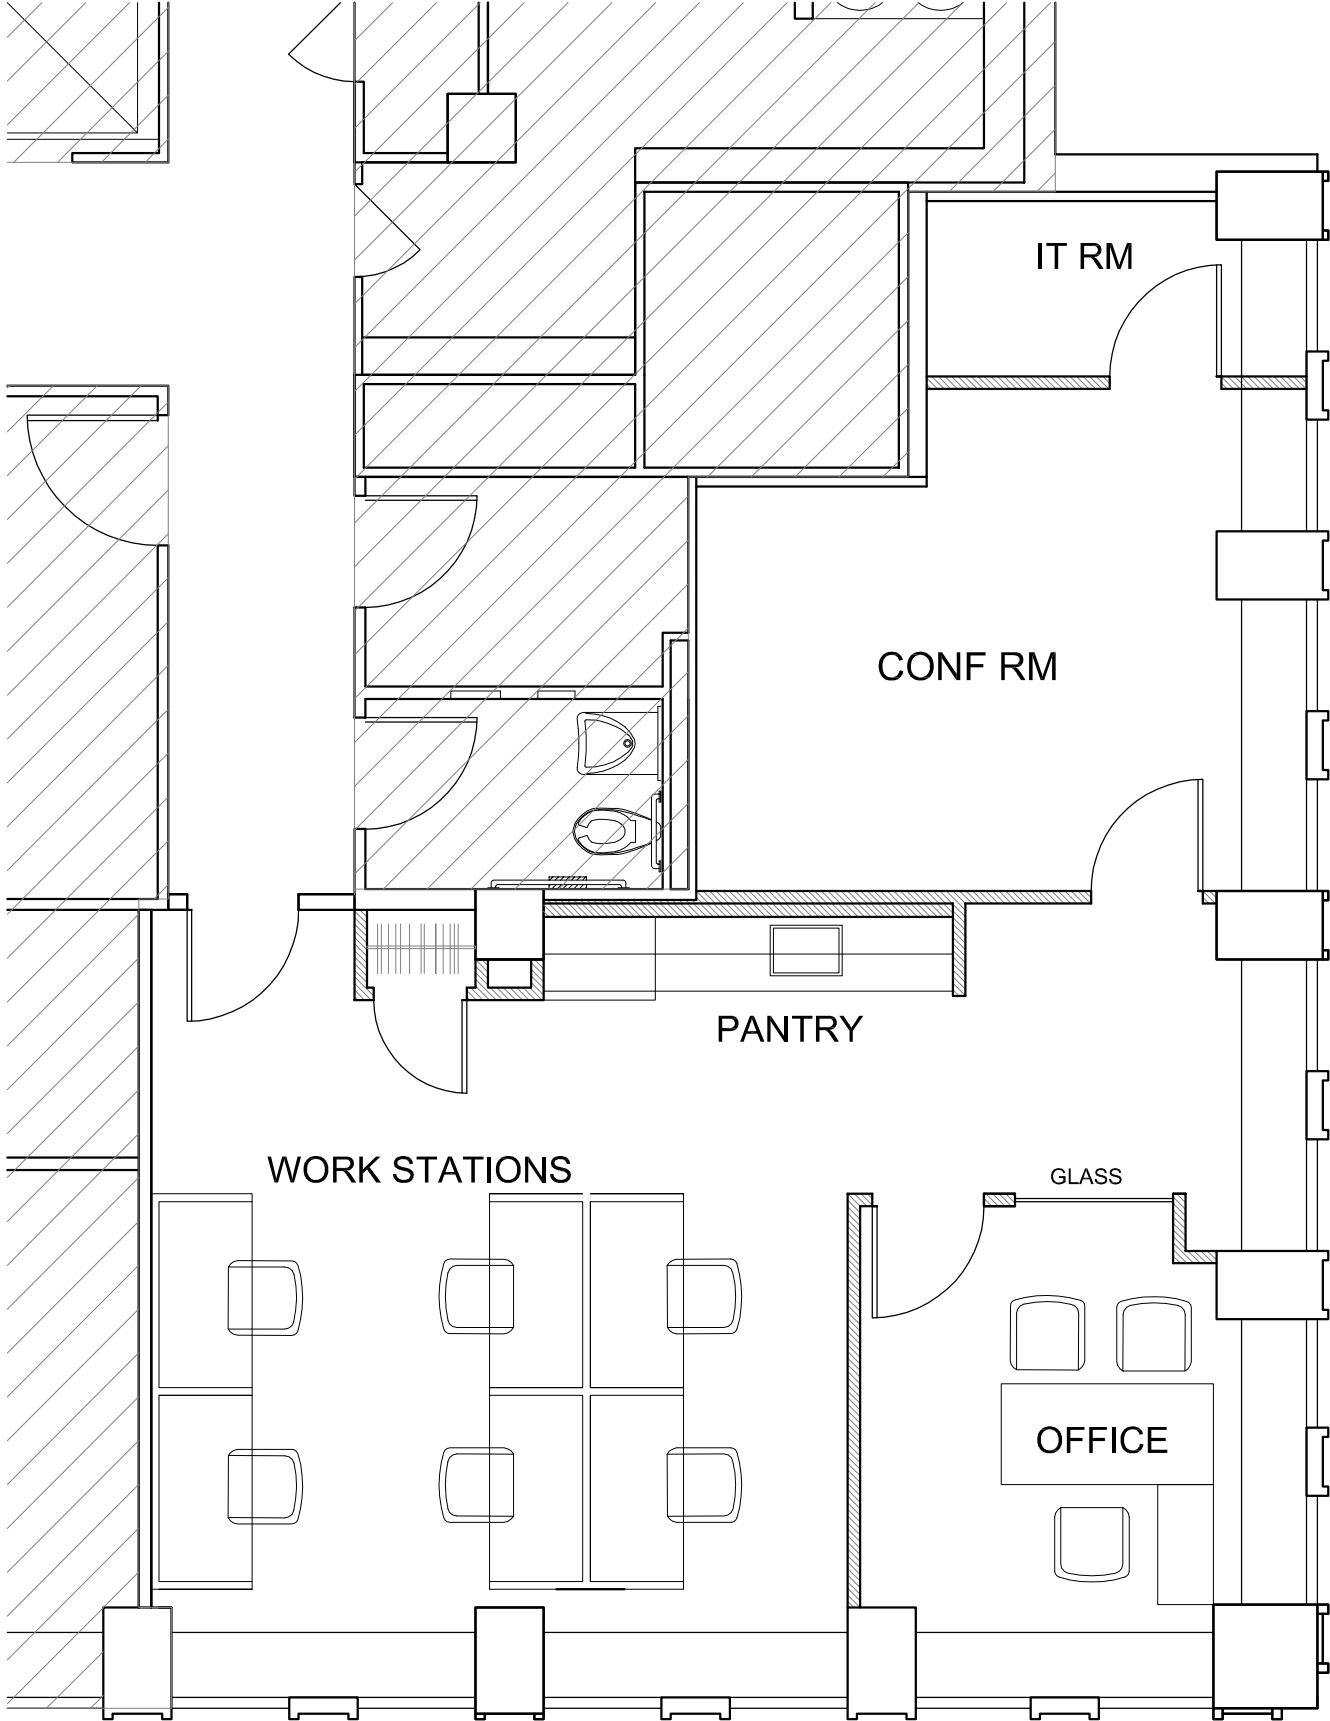 IT RM
CONF RM
PANTRY
WORK STATIONS
GLASS
OFFICE